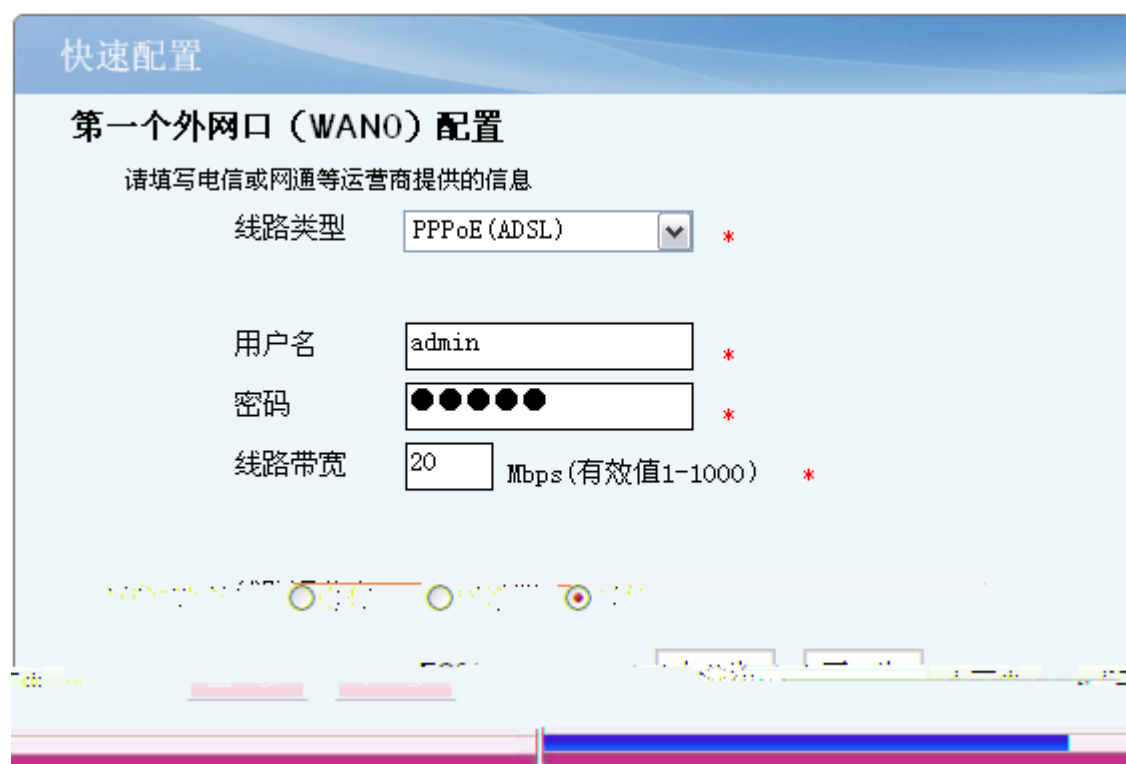 快速配置
第一个外网口（WAN0）配置
请填写电信或网通等运营商提供的信息
线路类型 PPPoE(ADSL) *
用户名 admin *
密码 ●●●●● *
线路带宽 20 Mbps(有效值1-1000) *